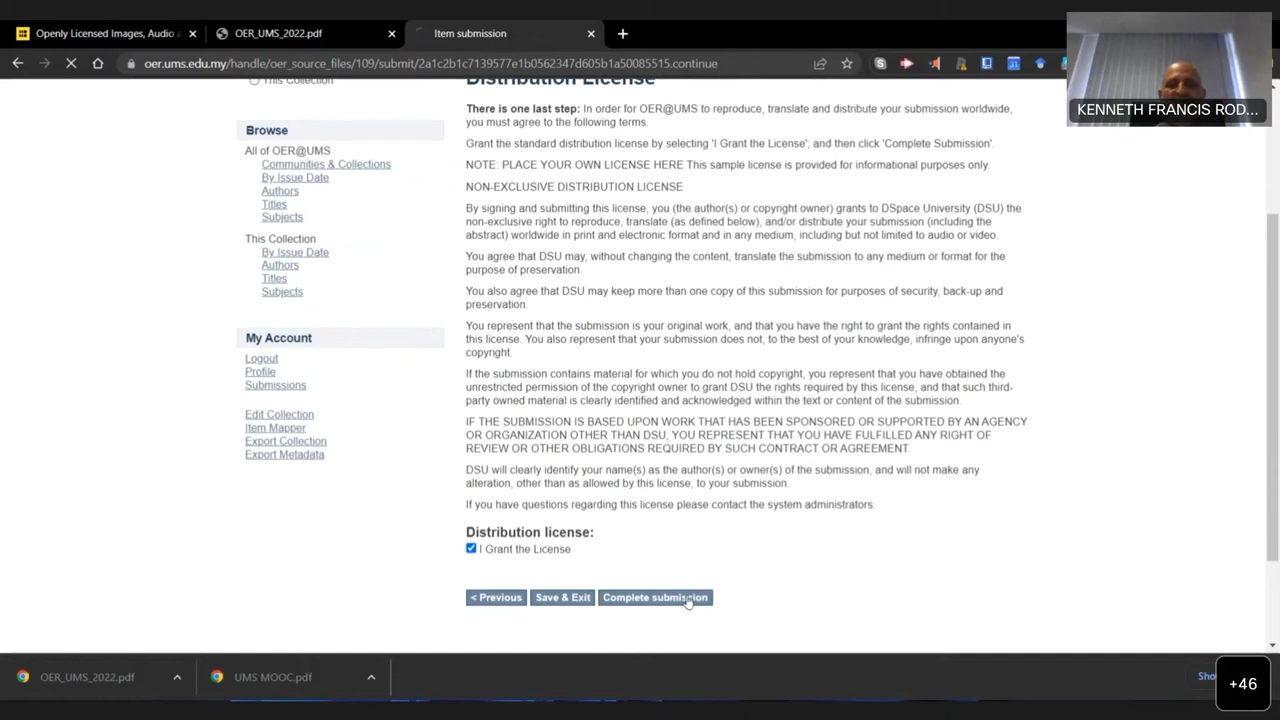 Openly Licensed Images, Audio a
OER_UMS_2022.pdf
Item submission
oer.ums.edu.my/handle/oer_source_files/109/submit/2a1c2b1c7139577e1b0562347d605b1a50085515.continue
KENNETH FRANCIS ROD...
This Collection
Browse
All of OER@UMS
Communities & Collections
By Issue Date
Authors
Titles
Subjects
This Collection
By Issue Date
Authors
Titles
Subjects
My Account
Logout
Profile
Submissions
Edit Collection
Item Mapper
Export Collection
Export Metadata
Distribution License
There is one last step: In order for OER@UMS to reproduce, translate and distribute your submission worldwide,
you must agree to the following terms.
Grant the standard distribution license by selecting 'I Grant the License'; and then click 'Complete Submission'.
NOTE: PLACE YOUR OWN LICENSE HERE This sample license is provided for informational purposes only.
NON-EXCLUSIVE DISTRIBUTION LICENSE
By signing and submitting this license, you (the author(s) or copyright owner) grants to DSpace University (DSU) the
non-exclusive right to reproduce, translate (as defined below), and/or distribute your submission (including the
abstract) worldwide in print and electronic format and in any medium, including but not limited to audio or video.
You agree that DSU may, without changing the content, translate the submission to any medium or format for the
purpose of preservation.
You also agree that DSU may keep more than one copy of this submission for purposes of security, back-up and
preservation.
You represent that the submission is your original work, and that you have the right to grant the rights contained in
this license. You also represent that your submission does not, to the best of your knowledge, infringe upon anyone's
copyright.
If the submission contains material for which you do not hold copyright, you represent that you have obtained the
unrestricted permission of the copyright owner to grant DSU the rights required by this license, and that such third-
party owned material is clearly identified and acknowledged within the text or content of the submission.
IF THE SUBMISSION IS BASED UPON WORK THAT HAS BEEN SPONSORED OR SUPPORTED BY AN AGENCY
OR ORGANIZATION OTHER THAN DSU, YOU REPRESENT THAT YOU HAVE FULFILLED ANY RIGHT OF
REVIEW OR OTHER OBLIGATIONS REQUIRED BY SUCH CONTRACT OR AGREEMENT.
DSU will clearly identify your name(s) as the author(s) or owner(s) of the submission, and will not make any
alteration, other than as allowed by this license, to your submission.
If you have questions regarding this license please contact the system administrators.
Distribution license:
I Grant the License
< Previous
Save & Exit
Complete submission
OER_UMS_2022.pdf
UMS MOOC.pdf
Sho
+46